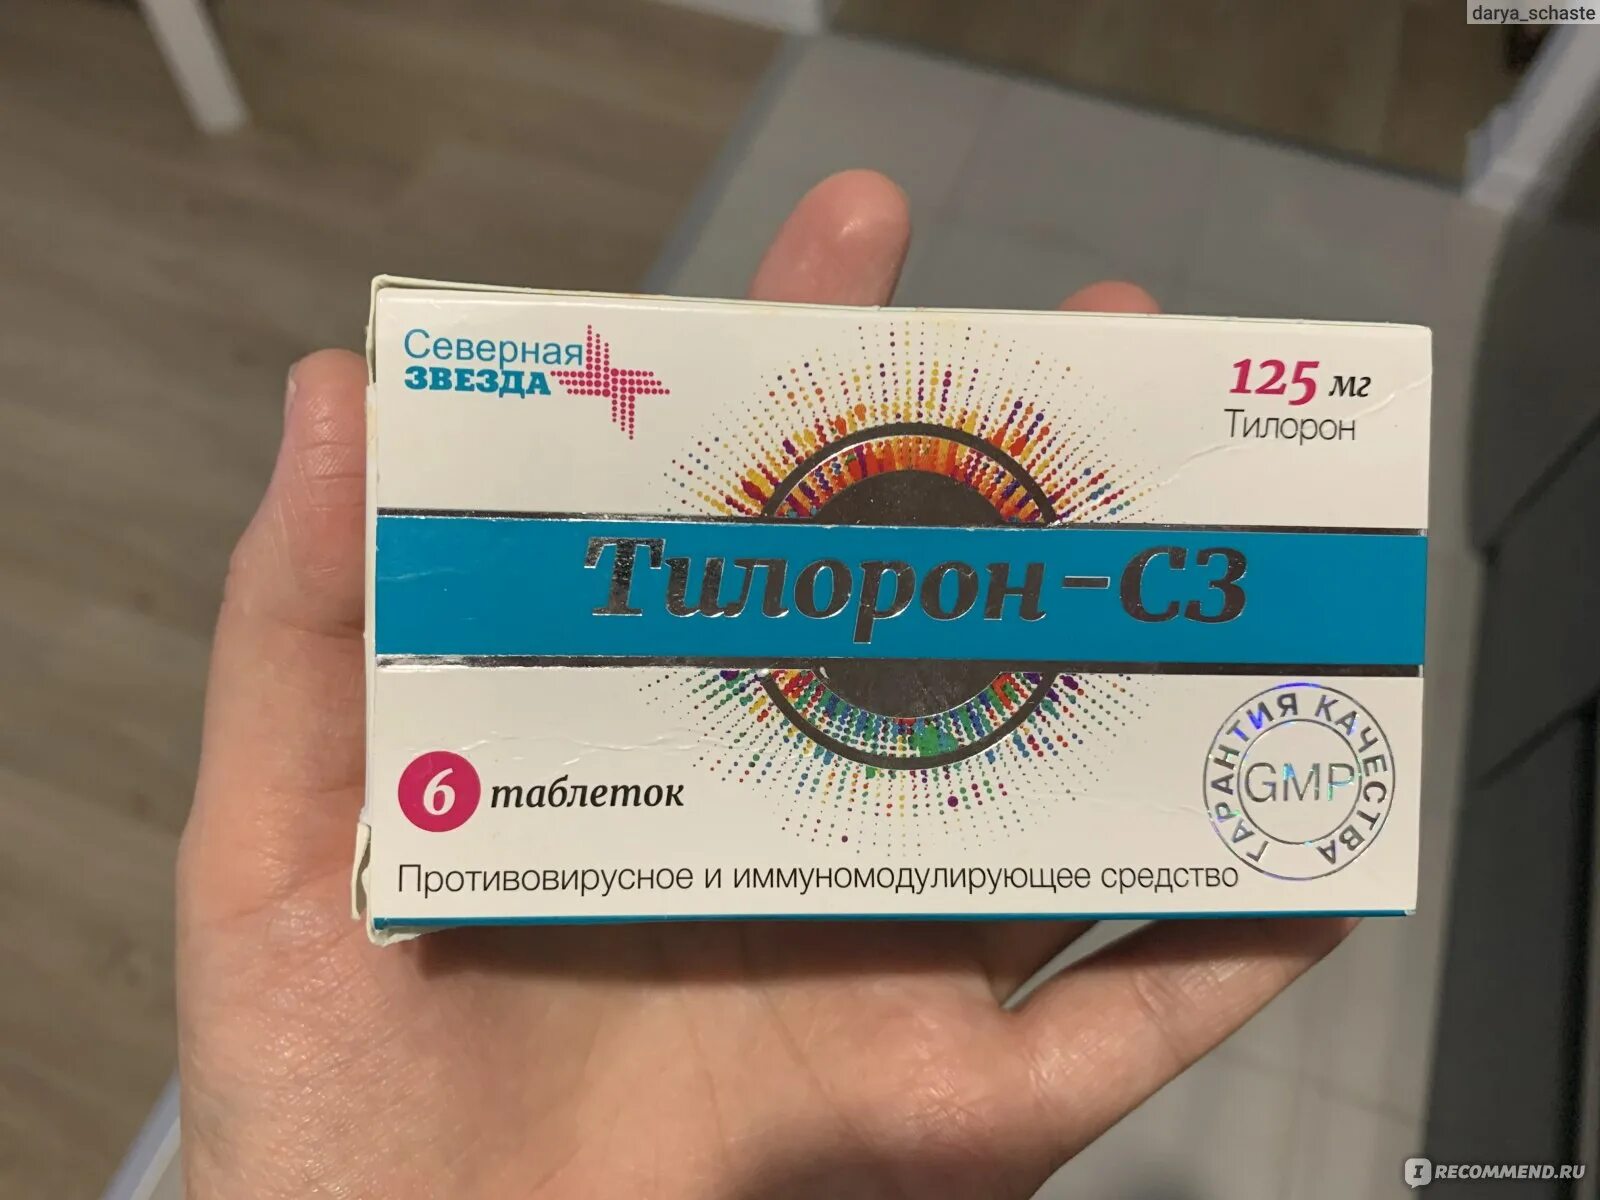 darya_schaste
Северная
ЗВЕЗДА
125 мг
Тилорон
Тилорон-СЗ
ГАРАНТИЯ КАЧЕСТВА
GMP
6 таблеток
Противовирусное и иммуномодулирующее средство
I RECOMMEND.RU